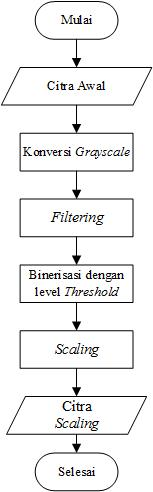 Mulai
Citra Awal
Konversi Grayscale
Filtering
Binerisasi dengan
level Threshold
Scaling
Citra
Scaling
Selesai